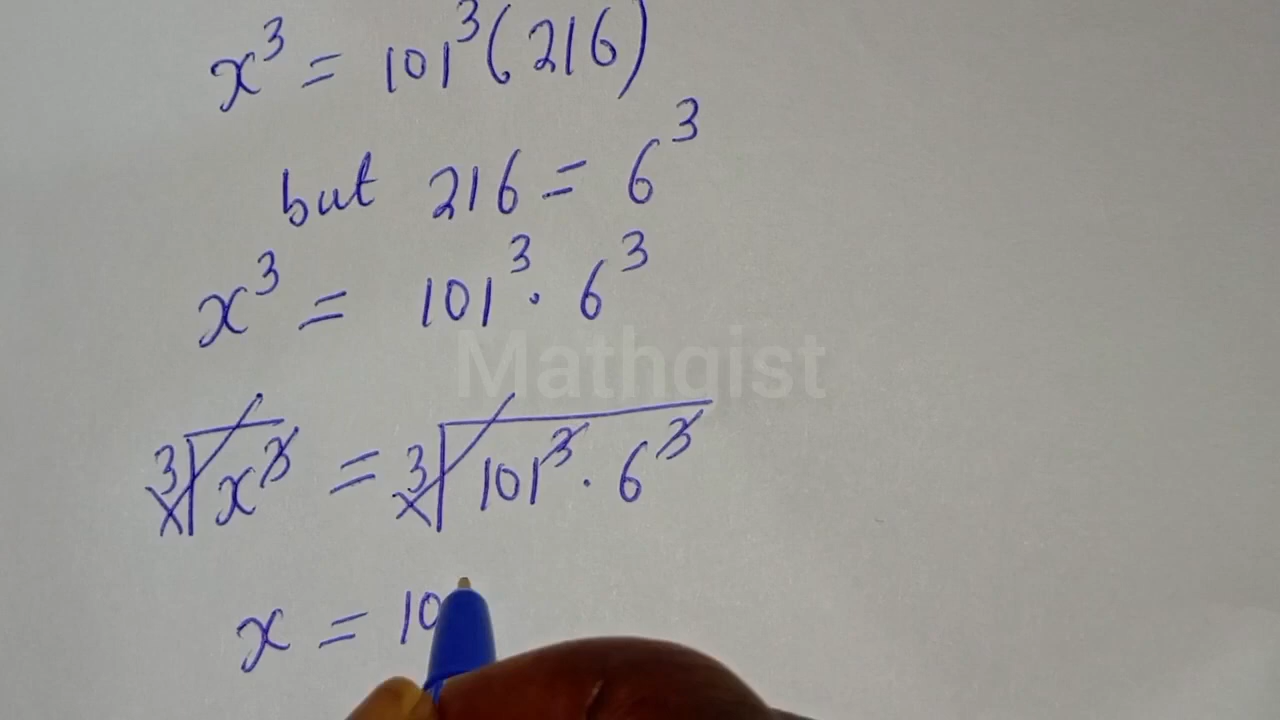 x³ = 101³(216)
but 216 = 6³
x³ = 101³ · 6³
Mathgist
∛x³ = ∛101³ · 6³
x = 10